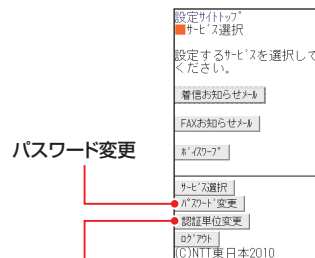 設定ｻｲﾄﾄｯﾌﾟ
■ｻｰﾋﾞｽ選択
設定するｻｰﾋﾞｽを選択して
ください。
着信お知らせﾒｰﾙ
FAXお知らせﾒｰﾙ
ﾎﾞｲｽﾜｰﾌﾟ
パスワード変更
ｻｰﾋﾞｽ選択
ﾊﾟｽﾜｰﾄﾞ変更
認証単位変更
ﾛｸﾞｱｳﾄ
(C)NTT東日本2010